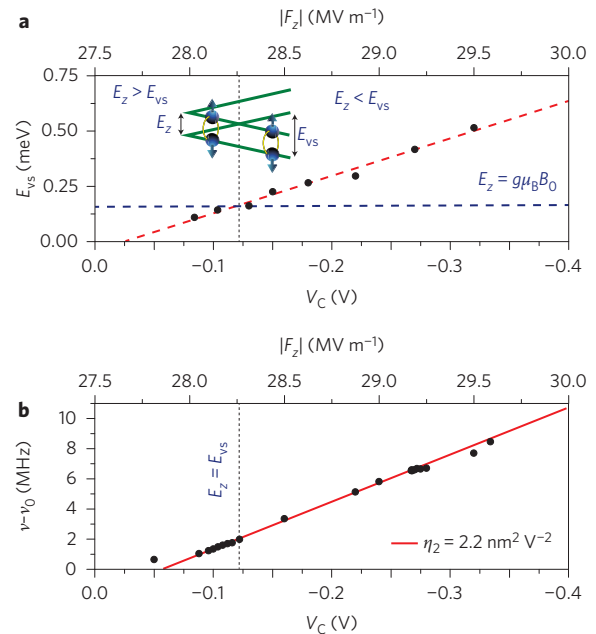 a
|F_z| (MV m⁻¹)
27.5 28.0 28.5 29.0 29.5 30.0
0.75
0.50
0.25
0.00
E_vs (meV)
E_z > E_vs
E_z < E_vs
E_z
E_vs
E_z = gμ_BB_0
0.0 −0.1 −0.2 −0.3 −0.4
V_C (V)
b
|F_z| (MV m⁻¹)
27.5 28.0 28.5 29.0 29.5 30.0
10
8
6
4
2
0
ν–ν_0 (MHz)
E_z = E_vs
η_2 = 2.2 nm² V⁻²
0.0 −0.1 −0.2 −0.3 −0.4
V_C (V)